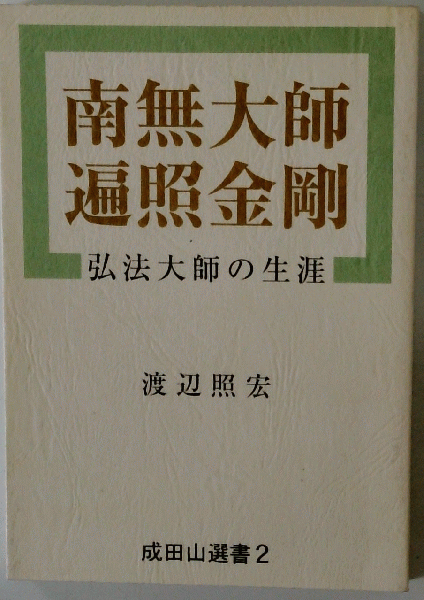 南無大師
遍照金剛
弘法大師の生涯
渡辺照宏
成田山選書2